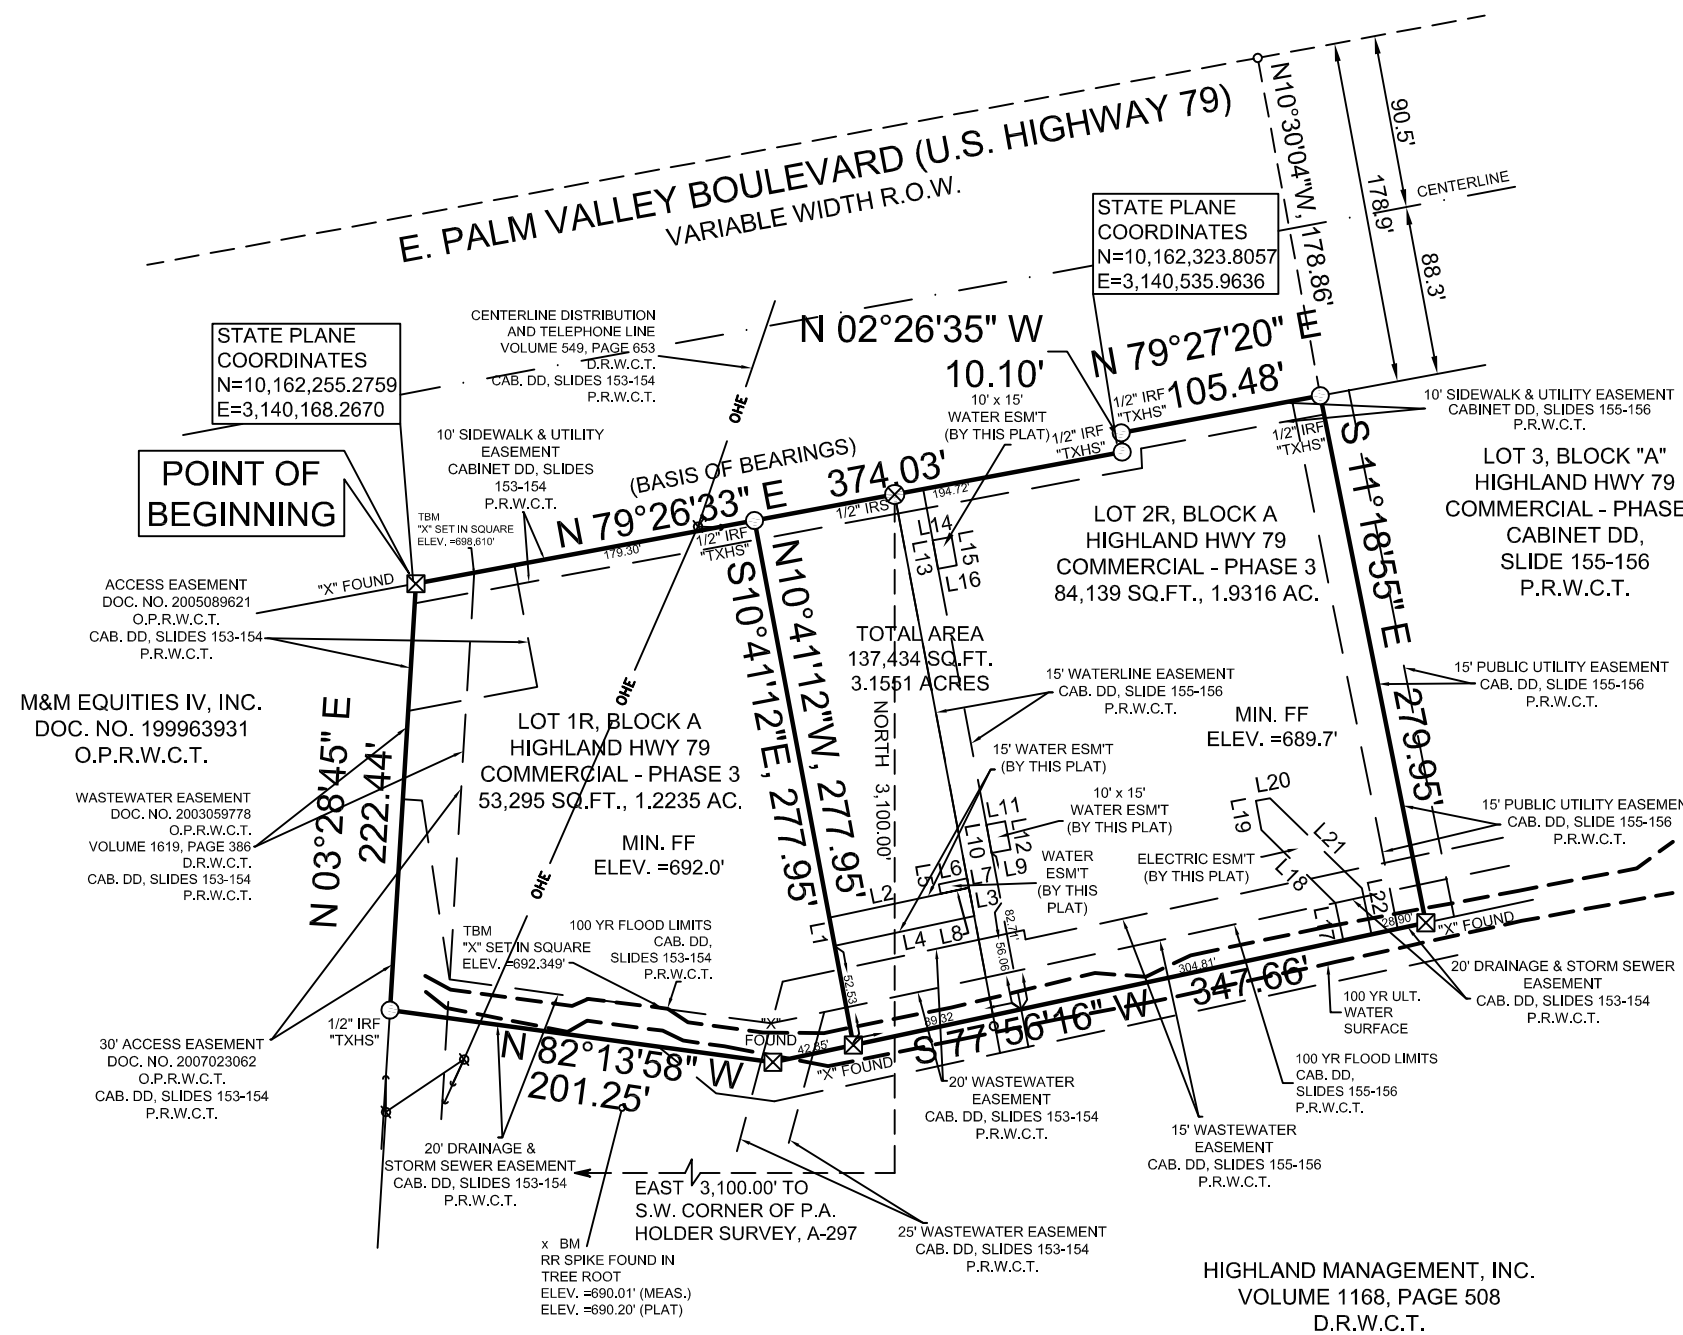 E. PALM VALLEY BOULEVARD (U.S. HIGHWAY 79)
VARIABLE WIDTH R.O.W.
N10°30'04"W, 178.86'
90.5'
178.9'
CENTERLINE
88.3'
STATE PLANE
COORDINATES
N=10,162,323.8057
E=3,140,535.9636
STATE PLANE
COORDINATES
N=10,162,255.2759
E=3,140,168.2670
CENTERLINE DISTRIBUTION
AND TELEPHONE LINE
VOLUME 549, PAGE 653
D.R.W.C.T.
CAB. DD, SLIDES 153-154
P.R.W.C.T.
OHE
N 02°26'35" W
10.10'
10' x 15'
WATER ESM'T
(BY THIS PLAT)
N 79°27'20" E
105.48'
1/2" IRF
"TXHS"
1/2" IRF
"TXHS"
1/2" IRF
"TXHS"
10' SIDEWALK & UTILITY EASEMENT
CABINET DD, SLIDES 155-156
P.R.W.C.T.
LOT 3, BLOCK "A"
HIGHLAND HWY 79
COMMERCIAL - PHASE
CABINET DD,
SLIDE 155-156
P.R.W.C.T.
POINT OF
BEGINNING
10' SIDEWALK & UTILITY
EASEMENT
CABINET DD, SLIDES
153-154
P.R.W.C.T.
TBM
"X" SET IN SQUARE
ELEV. =698,610'
(BASIS OF BEARINGS)
N 79°26'33" E
374.03'
179.30'
194.72'
1/2" IRF
"TXHS"
1/2" IRS
"X" FOUND
ACCESS EASEMENT
DOC. NO. 2005089621
O.P.R.W.C.T.
CAB. DD, SLIDES 153-154
P.R.W.C.T.
L14
L13
L15
L16
LOT 2R, BLOCK A
HIGHLAND HWY 79
COMMERCIAL - PHASE 3
84,139 SQ.FT., 1.9316 AC.
S 11°18'55" E
279.95'
S10°41'12"E, 277.95'
N10°41'12"W, 277.95'
TOTAL AREA
137,434 SQ.FT.
3.1551 ACRES
15' WATERLINE EASEMENT
CAB. DD, SLIDE 155-156
P.R.W.C.T.
15' PUBLIC UTILITY EASEMENT
CAB. DD, SLIDE 155-156
P.R.W.C.T.
M&M EQUITIES IV, INC.
DOC. NO. 199963931
O.P.R.W.C.T.
N 03°28'45" E
222.44'
OHE
LOT 1R, BLOCK A
HIGHLAND HWY 79
COMMERCIAL - PHASE 3
53,295 SQ.FT., 1.2235 AC.
NORTH 3,100.00'
MIN. FF
ELEV. =689.7'
15' WATER ESM'T
(BY THIS PLAT)
10' x 15'
WATER ESM'T
(BY THIS PLAT)
WASTEWATER EASEMENT
DOC. NO. 2003059778
O.P.R.W.C.T.
VOLUME 1619, PAGE 386
D.R.W.C.T.
CAB. DD, SLIDES 153-154
P.R.W.C.T.
MIN. FF
ELEV. =692.0'
OHE
L20
L19
L21
L18
L22
L17
15' PUBLIC UTILITY EASEMEN
CAB. DD, SLIDE 155-156
P.R.W.C.T.
L11
L12
L10
L9
L6
L5
L7
L3
L2
L1
L4
L8
WATER
ESM'T
(BY THIS
PLAT)
ELECTRIC ESM'T
(BY THIS PLAT)
TBM
"X" SET IN SQUARE
ELEV. =692.349'
100 YR FLOOD LIMITS
CAB. DD,
SLIDES 153-154
P.R.W.C.T.
82.71'
56.06
52.53
28.90'
"X" FOUND
1/2" IRF
"TXHS"
"X"
FOUND
42.85'
"X" FOUND
89.32
304.81'
S 77°56'16" W
347.66'
N 82°13'58" W
201.25'
20' DRAINAGE & STORM SEWER
EASEMENT
CAB. DD, SLIDES 153-154
P.R.W.C.T.
100 YR ULT.
WATER
SURFACE
30' ACCESS EASEMENT
DOC. NO. 2007023062
O.P.R.W.C.T.
CAB. DD, SLIDES 153-154
P.R.W.C.T.
100 YR FLOOD LIMITS
CAB. DD,
SLIDES 155-156
P.R.W.C.T.
20' WASTEWATER
EASEMENT
CAB. DD, SLIDES 153-154
P.R.W.C.T.
15' WASTEWATER
EASEMENT
CAB. DD, SLIDES 155-156
P.R.W.C.T.
20' DRAINAGE &
STORM SEWER EASEMENT
CAB. DD, SLIDES 153-154
P.R.W.C.T.
EAST 3,100.00' TO
S.W. CORNER OF P.A.
HOLDER SURVEY, A-297
25' WASTEWATER EASEMENT
CAB. DD, SLIDES 153-154
P.R.W.C.T.
x BM
RR SPIKE FOUND IN
TREE ROOT
ELEV. =690.01' (MEAS.)
ELEV. =690.20' (PLAT)
HIGHLAND MANAGEMENT, INC.
VOLUME 1168, PAGE 508
D.R.W.C.T.